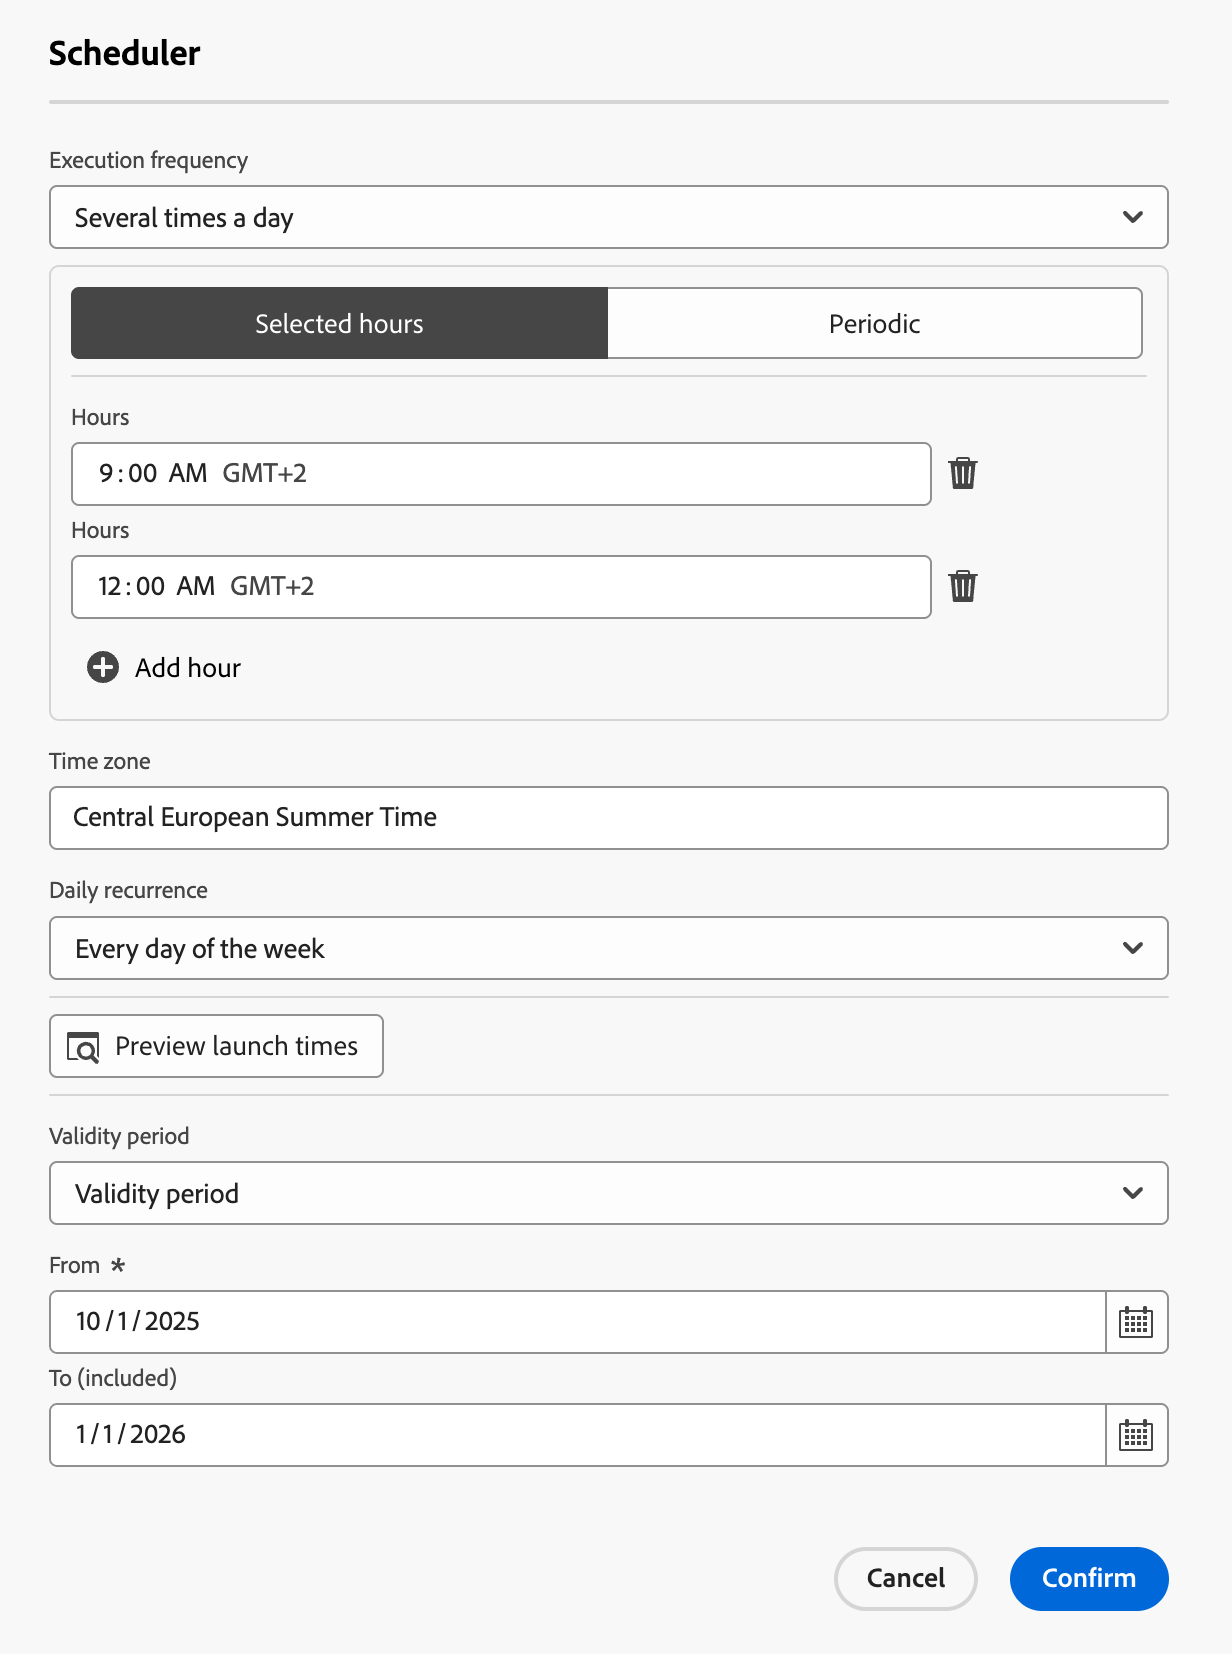 Scheduler
Execution frequency
Several times a day
Selected hours
Periodic
Hours
9:00 AM GMT+2
Hours
12:00 AM GMT+2
Add hour
Time zone
Central European Summer Time
Daily recurrence
Every day of the week
Preview launch times
Validity period
Validity period
From *
10/1/2025
To (included)
1/1/2026
Cancel
Confirm